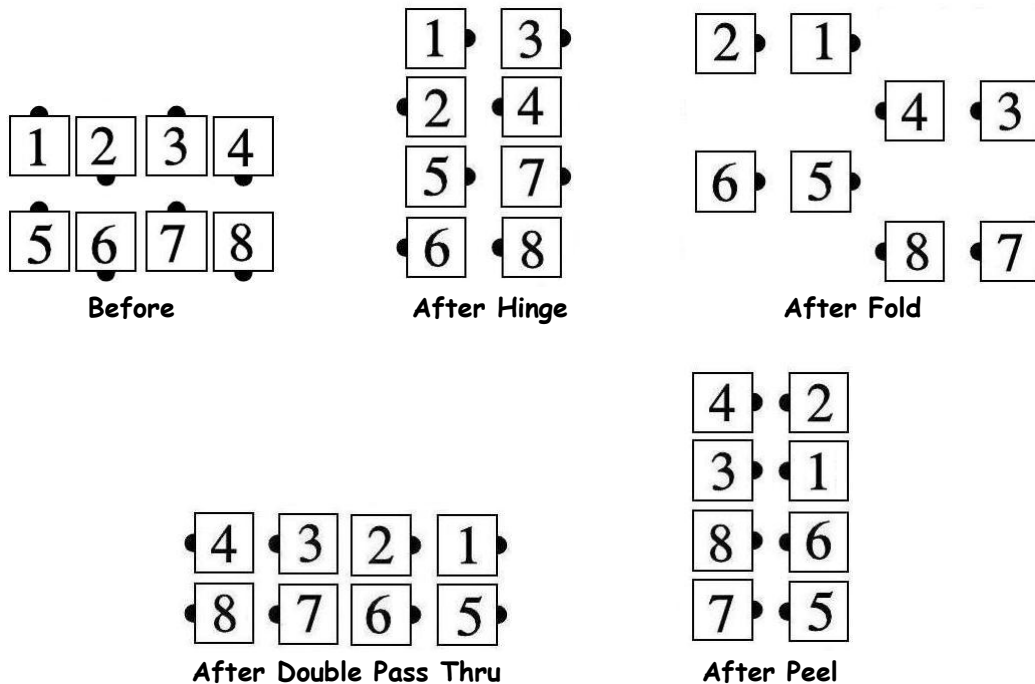 1 3
2 4
5 7
6 8
After Hinge
2 1
4 3
6 5
8 7
After Fold
1 2 3 4
5 6 7 8
Before
4 3 2 1
8 7 6 5
After Double Pass Thru
4 2
3 1
8 6
7 5
After Peel